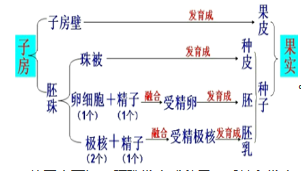 子房壁 发育成 果皮
子房 珠被 发育成 种皮 果实
胚珠 卵细胞+精子 融合 受精卵 发育成 胚 种子
(1个) (1个)
极核+精子 融合 受精极核 发育成 胚乳
(2个) (1个)